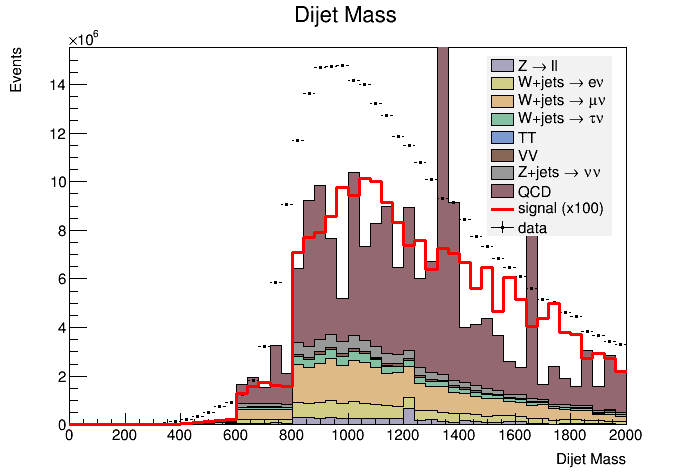 Dijet Mass
×10⁶
Events
14
12
10
8
6
4
2
0
0 200 400 600 800 1000 1200 1400 1600 1800 2000
Dijet Mass
Z → ll
W+jets → eν
W+jets → μν
W+jets → τν
TT
VV
Z+jets → νν
QCD
signal (x100)
data